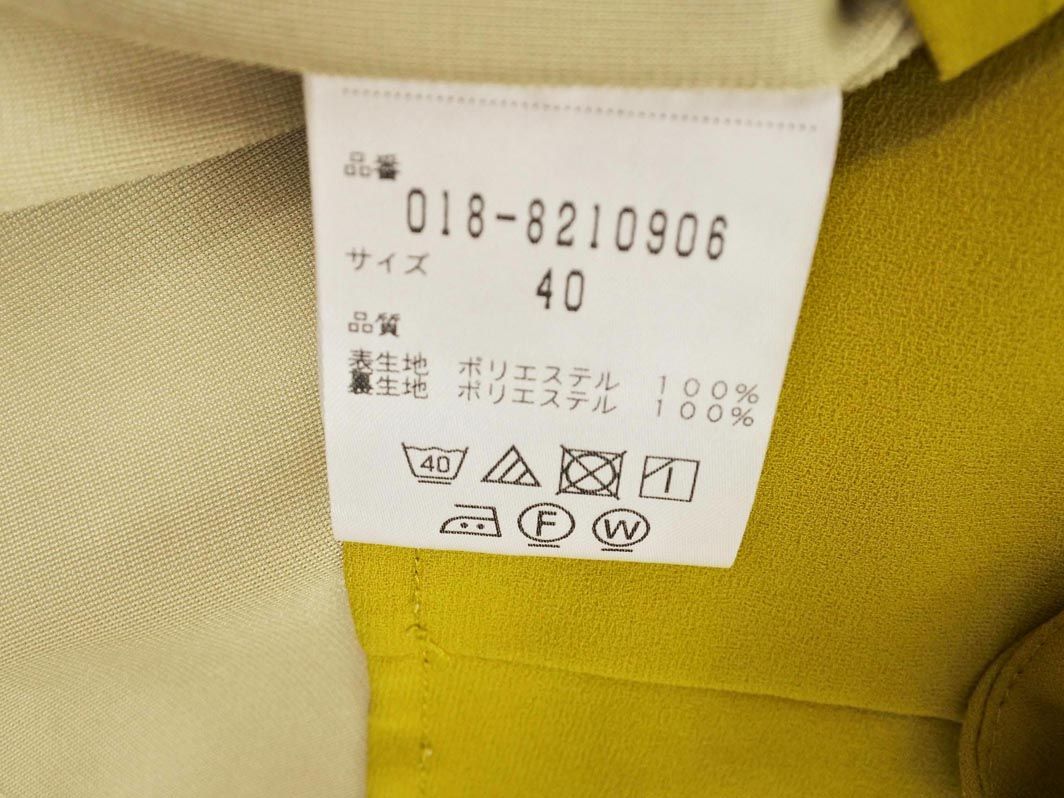 品番
018-8210906
サイズ
40
品質
表生地 ポリエステル 100%
裏生地 ポリエステル 100%
40
F W